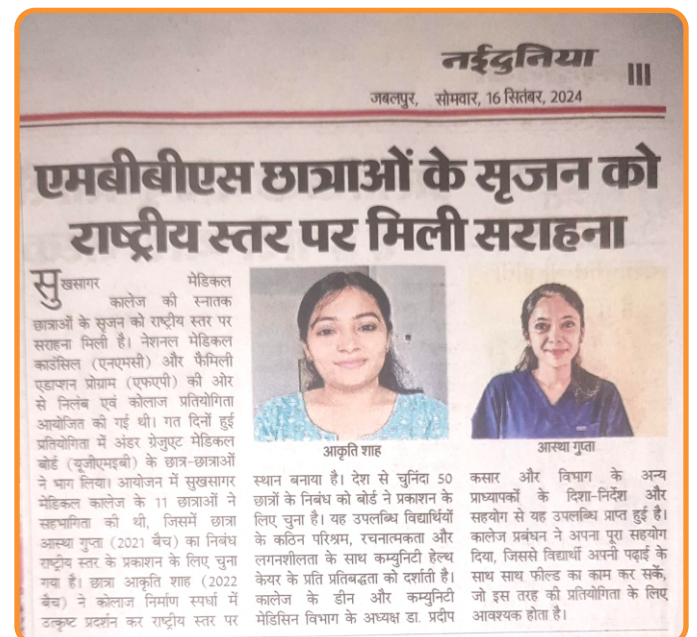 नईदुनिया
III
जबलपुर, सोमवार, 16 सितंबर, 2024
एमबीबीएस छात्राओं के सृजन को
राष्ट्रीय स्तर पर मिली सराहना
सुखसागर मेडिकल
कालेज की स्नातक
छात्राओं के सृजन को राष्ट्रीय स्तर पर
सराहना मिली है। नेशनल मेडिकल
काउंसिल (एनएमसी) और फैमिली
एडाप्शन प्रोग्राम (एफएपी) की ओर
से निलंब एवं कोलाज प्रतियोगिता
आयोजित की गई थी। गत दिनों हुई
प्रतियोगिता में अंडर ग्रेजुएट मेडिकल
बोर्ड (यूजीएमइबी) के छात्र-छात्राओं
ने भाग लिया। आयोजन में सुखसागर
मेडिकल कालेज के 11 छात्राओं ने
सहभागिता की थी, जिसमें छात्रा
आस्था गुप्ता (2021 बैच) का निबंध
राष्ट्रीय स्तर के प्रकाशन के लिए चुना
गया है। छात्रा आकृति शाह (2022
बैच) ने कोलाज निर्माण स्पर्धा में
उत्कृष्ट प्रदर्शन कर राष्ट्रीय स्तर पर
आकृति शाह
स्थान बनाया है। देश से चुनिंदा 50
छात्रों के निबंध को बोर्ड ने प्रकाशन के
लिए चुना है। यह उपलब्धि विद्यार्थियों
के कठिन परिश्रम, रचनात्मकता और
लगनशीलता के साथ कम्युनिटी हेल्थ
केयर के प्रति प्रतिबद्धता को दर्शाती है।
कालेज के डीन और कम्युनिटी
मेडिसिन विभाग के अध्यक्ष डा. प्रदीप
आस्था गुप्ता
कसार और विभाग के अन्य
प्राध्यापकों के दिशा-निर्देश और
सहयोग से यह उपलब्धि प्राप्त हुई है।
कालेज प्रबंधन ने अपना पूरा सहयोग
दिया, जिससे विद्यार्थी अपनी पढ़ाई के
साथ साथ फील्ड का काम कर सकें,
जो इस तरह की प्रतियोगिता के लिए
आवश्यक होता है।